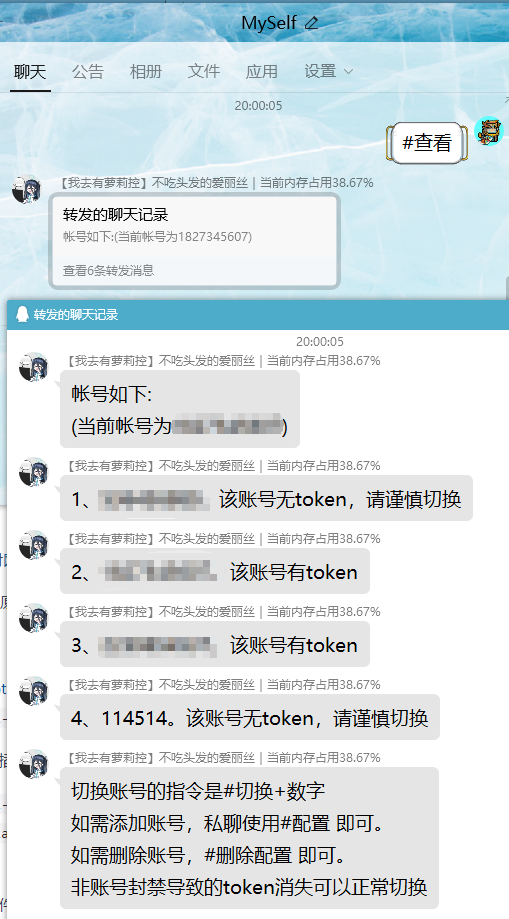 MySelf
聊天 公告 相册 文件 应用 设置
20:00:05
#查看
【我去有萝莉控】不吃头发的爱丽丝 | 当前内存占用38.67%
转发的聊天记录
帐号如下:(当前帐号为1827345607)
查看6条转发消息
转发的聊天记录
20:00:05
【我去有萝莉控】不吃头发的爱丽丝 | 当前内存占用38.67%
帐号如下:
(当前帐号为)
【我去有萝莉控】不吃头发的爱丽丝 | 当前内存占用38.67%
1、该账号无token，请谨慎切换
【我去有萝莉控】不吃头发的爱丽丝 | 当前内存占用38.67%
2、。该账号有token
【我去有萝莉控】不吃头发的爱丽丝 | 当前内存占用38.67%
3、该账号有token
【我去有萝莉控】不吃头发的爱丽丝 | 当前内存占用38.67%
4、114514。该账号无token，请谨慎切换
【我去有萝莉控】不吃头发的爱丽丝 | 当前内存占用38.67%
切换账号的指令是#切换+数字
如需添加账号，私聊使用#配置 即可。
如需删除账号，#删除配置 即可。
非账号封禁导致的token消失可以正常切换